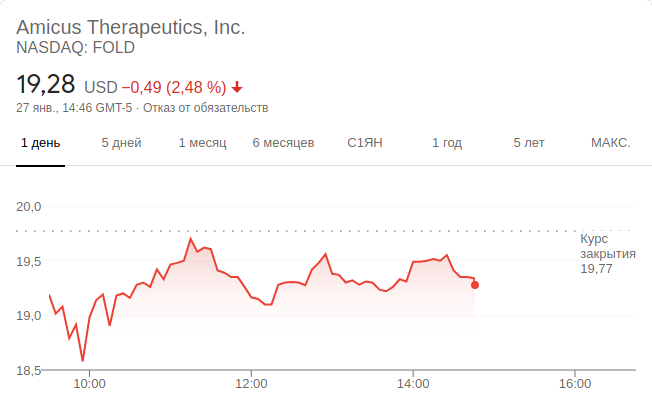 Amicus Therapeutics, Inc.
NASDAQ: FOLD
19,28 USD −0,49 (2,48 %)
27 янв., 14:46 GMT-5 · Отказ от обязательств
1 день 5 дней 1 месяц 6 месяцев С1ЯН 1 год 5 лет МАКС.
20,0
Курс
закрытия
19,77
19,5
19,0
18,5
10:00 12:00 14:00 16:00